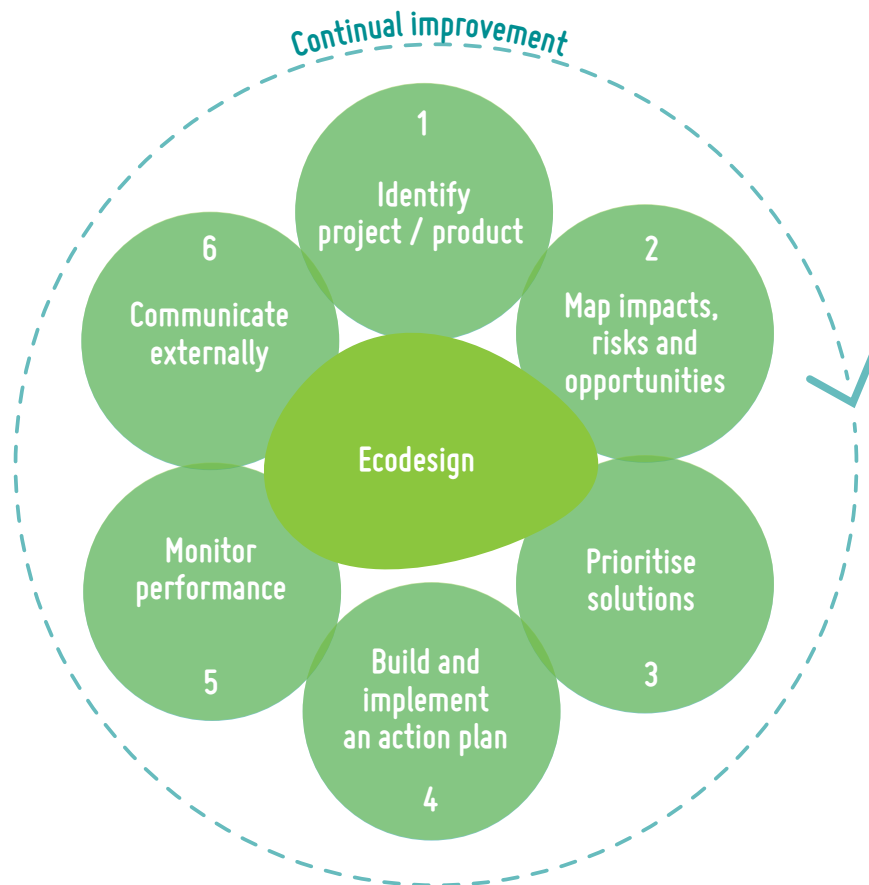 Continual improvement
1
Identify
project / product
2
Map impacts,
risks and
opportunities
Prioritise
solutions
3
Build and
implement
an action plan
4
Monitor
performance
5
6
Communicate
externally
Ecodesign